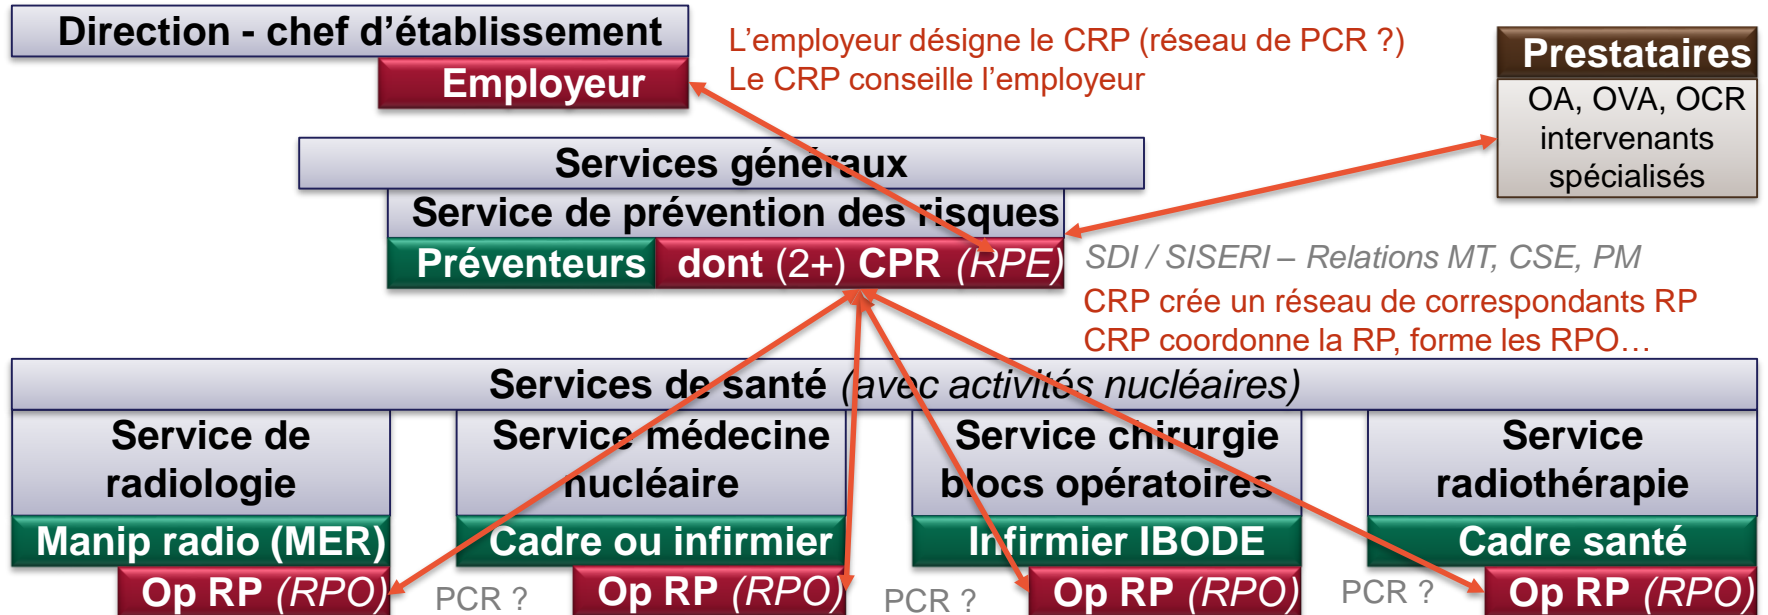 Direction - chef d'établissement
Employeur
L'employeur désigne le CRP (réseau de PCR ?)
Le CRP conseille l'employeur
Prestataires
OA, OVA, OCR
intervenants
spécialisés
Services généraux
Service de prévention des risques
Préventeurs
dont (2+) CPR (RPE)
SDI / SISERI – Relations MT, CSE, PM
CRP crée un réseau de correspondants RP
CRP coordonne la RP, forme les RPO…
Services de santé (avec activités nucléaires)
Service de
radiologie
Manip radio (MER)
Op RP (RPO)
PCR ?
Service médecine
nucléaire
Cadre ou infirmier
Op RP (RPO)
PCR ?
Service chirurgie
blocs opératoires
Infirmier IBODE
Op RP (RPO)
PCR ?
Service
radiothérapie
Cadre santé
Op RP (RPO)